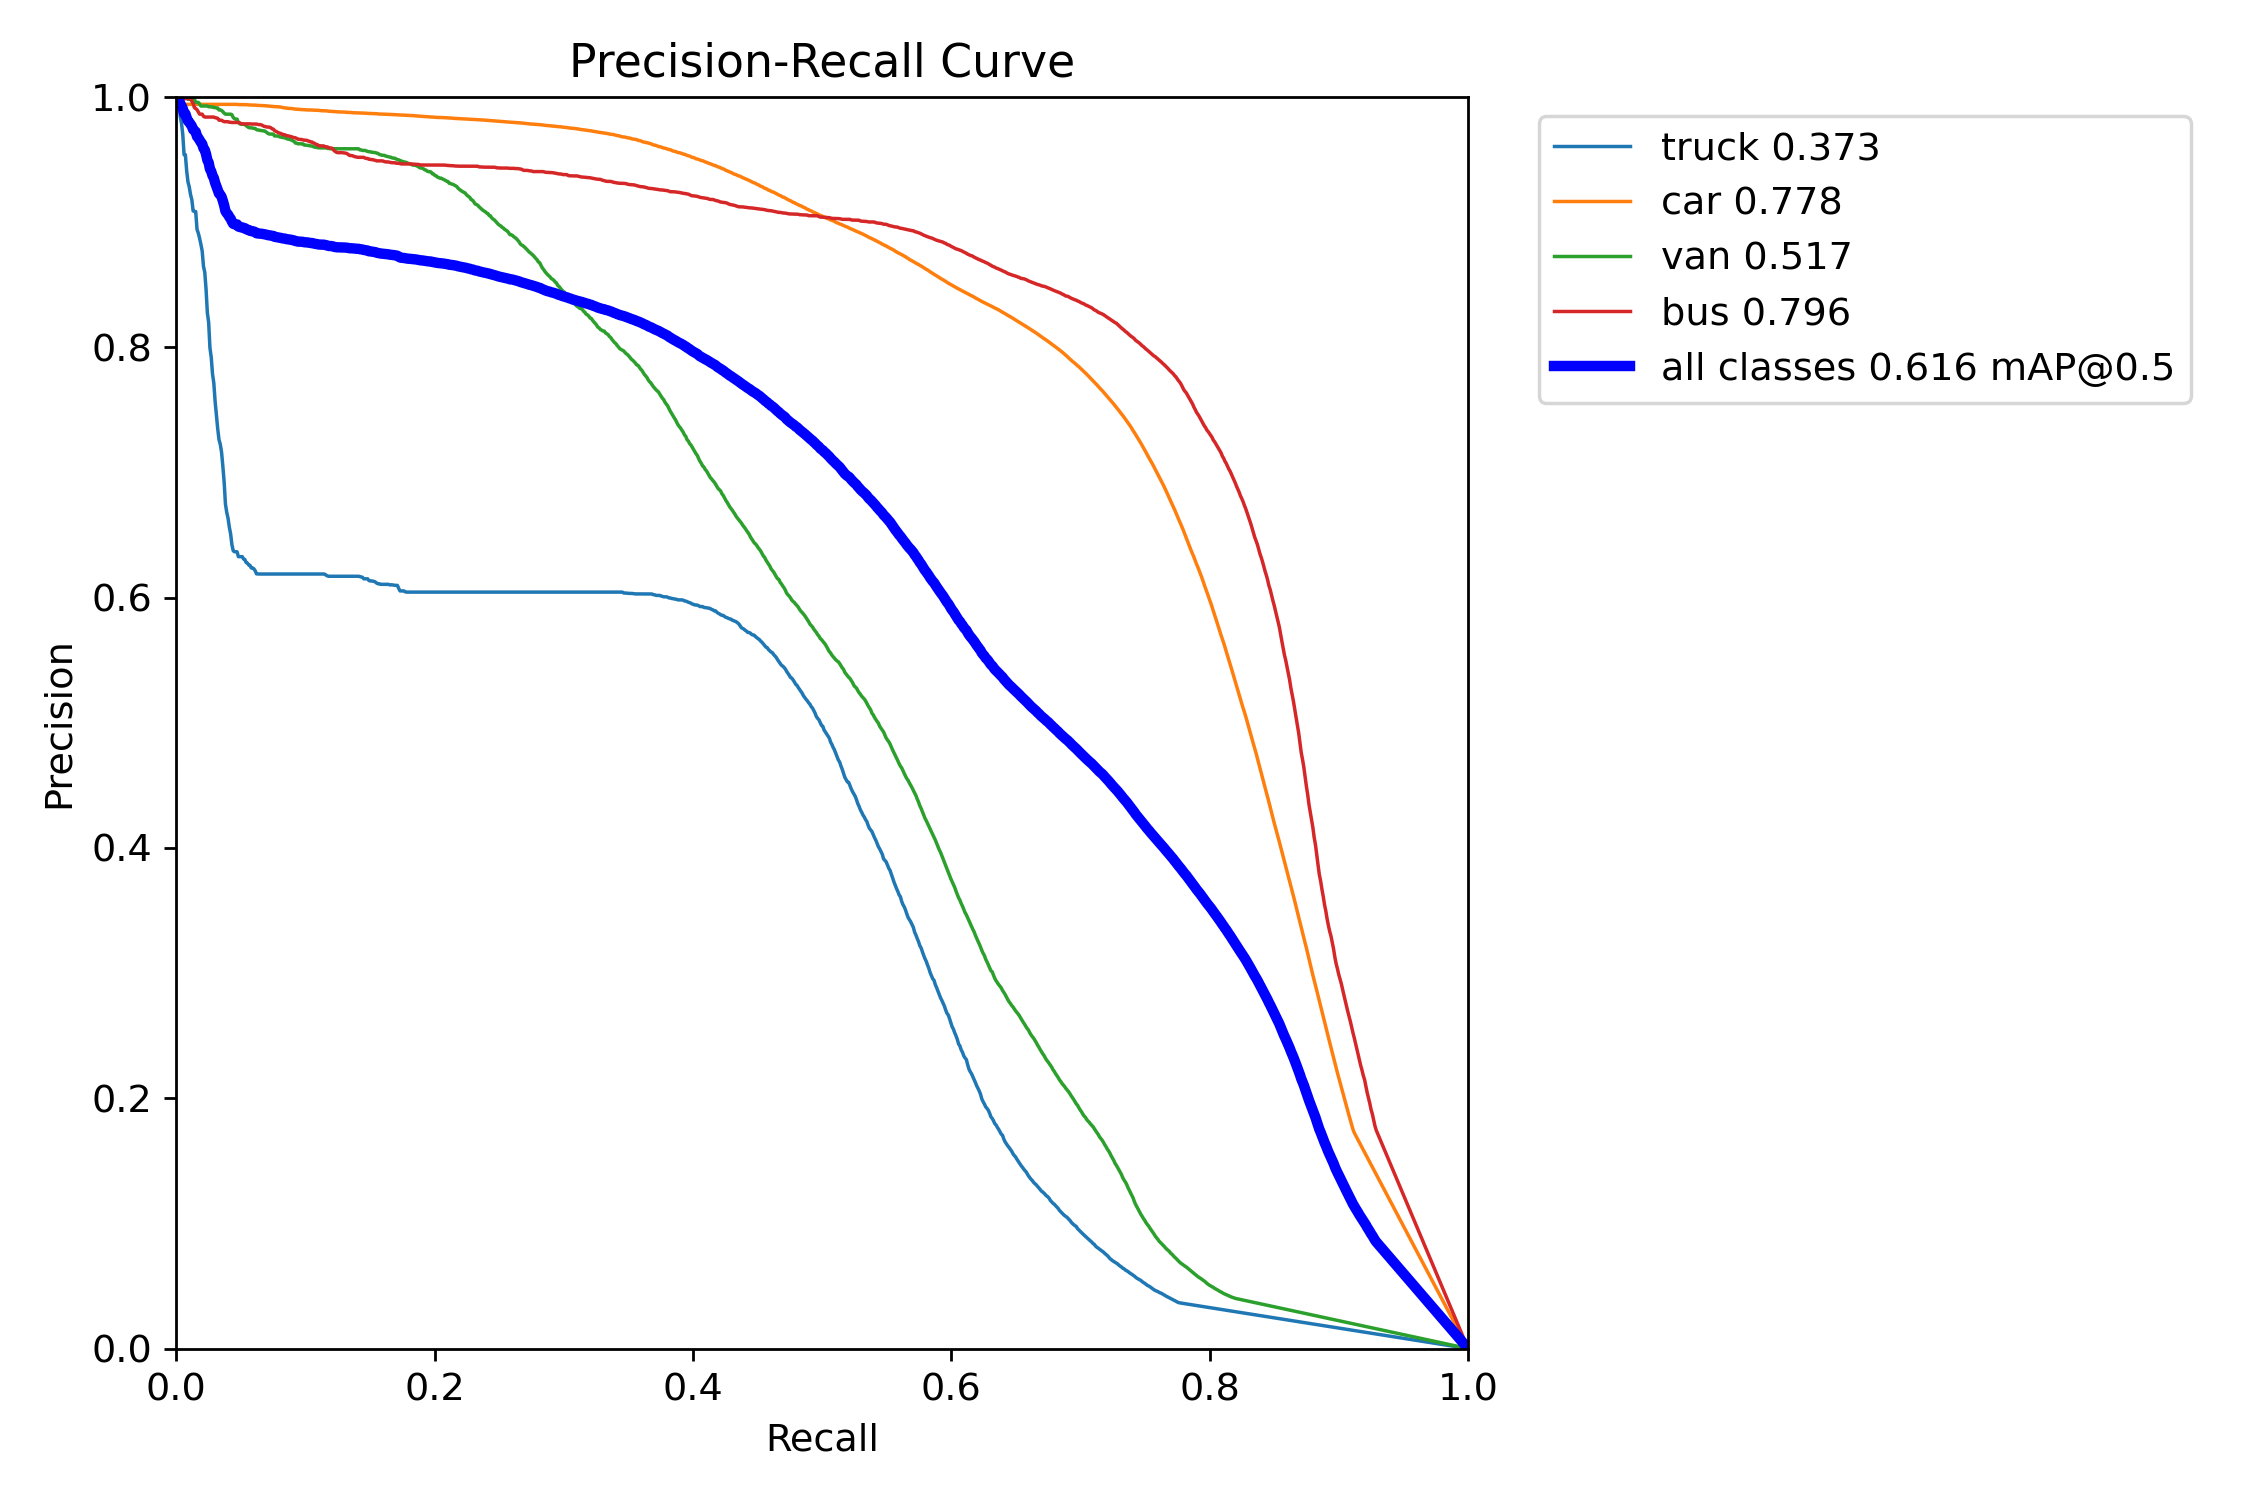 Precision-Recall Curve
1.0
0.8
0.6
0.4
0.2
0.0
Precision
0.0 0.2 0.4 0.6 0.8 1.0
Recall
truck 0.373
car 0.778
van 0.517
bus 0.796
all classes 0.616 mAP@0.5